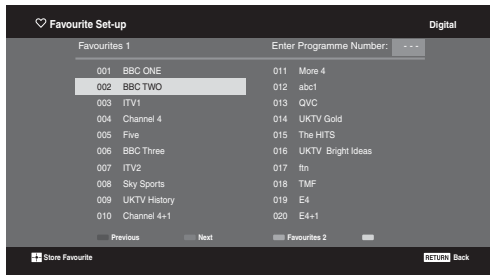 ♡ Favourite Set-up Digital
Favourites 1 Enter Programme Number: - - -
001 BBC ONE
002 BBC TWO
003 ITV1
004 Channel 4
005 Five
006 BBC Three
007 ITV2
008 Sky Sports
009 UKTV History
010 Channel 4+1
011 More 4
012 abc1
013 QVC
014 UKTV Gold
015 The HITS
016 UKTV Bright Ideas
017 ftn
018 TMF
019 E4
020 E4+1
Previous Next Favourites 2
Store Favourite RETURN Back